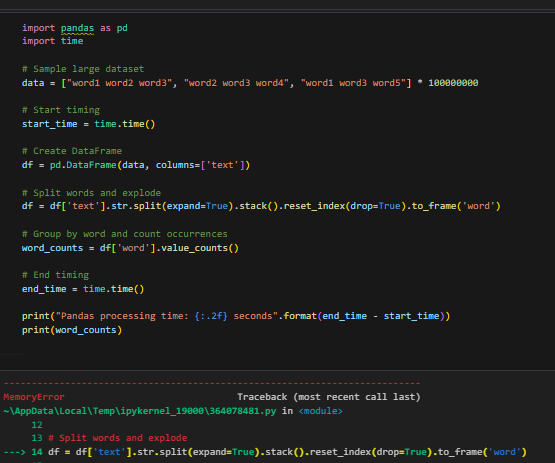 import pandas as pd
import time
# Sample large dataset
data = ["word1 word2 word3", "word2 word3 word4", "word1 word3 word5"] * 100000000
# Start timing
start_time = time.time()
# Create DataFrame
df = pd.DataFrame(data, columns=['text'])
# Split words and explode
df = df['text'].str.split(expand=True).stack().reset_index(drop=True).to_frame('word')
# Group by word and count occurrences
word_counts = df['word'].value_counts()
# End timing
end_time = time.time()
print("Pandas processing time: {:.2f} seconds".format(end_time - start_time))
print(word_counts)
---------------------------------------------------------------------------
MemoryError                               Traceback (most recent call last)
~\AppData\Local\Temp\ipykernel_19000\364078481.py in <module>
12
13 # Split words and explode
---> 14 df = df['text'].str.split(expand=True).stack().reset_index(drop=True).to_frame('word')